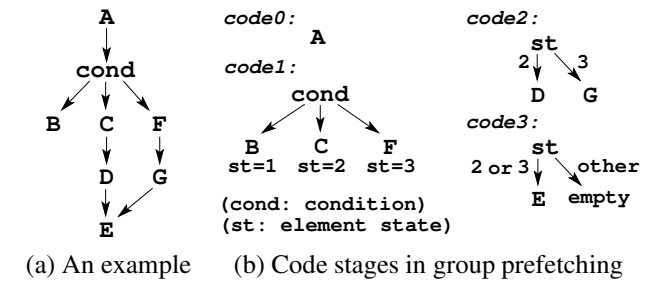 A
cond
B C F
D G
E
(a) An example
code0:
A
code1:
cond
B C F
st=1 st=2 st=3
(cond: condition)
(st: element state)
code2:
st
2 3
D G
code3:
st
2 or 3 other
E empty
(b) Code stages in group prefetching